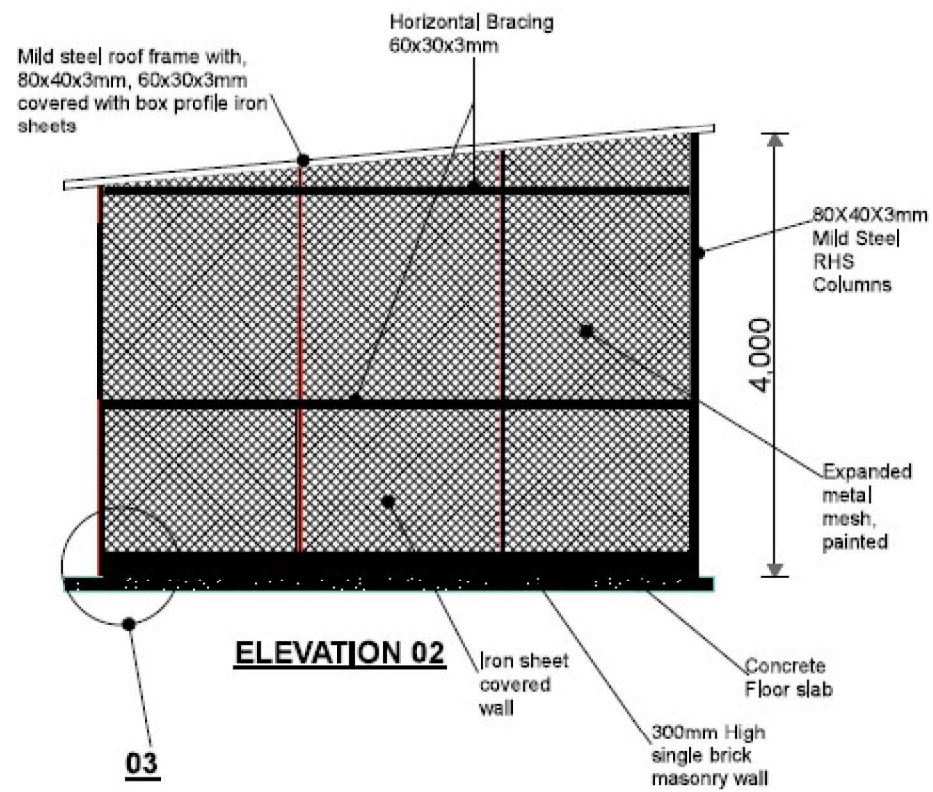 Horizontal Bracing
60x30x3mm
Mild steel roof frame with,
80x40x3mm, 60x30x3mm
covered with box profile iron
sheets
80X40X3mm
Mild Steel
RHS
Columns
4,000
Expanded
metal
mesh,
painted
ELEVATION 02
Iron sheet
covered
wall
Concrete
Floor slab
300mm High
single brick
masonry wall
03